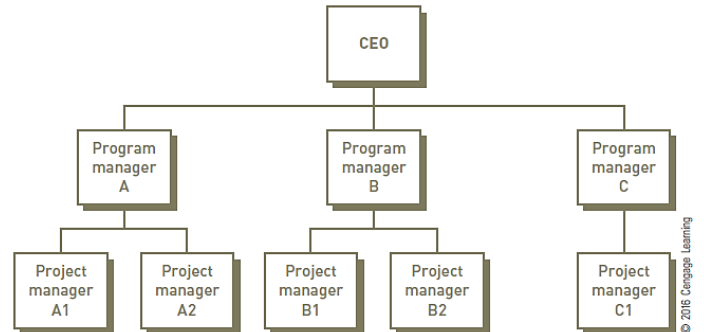 CEO
Program
manager
A
Program
manager
B
Program
manager
C
Project
manager
A1
Project
manager
A2
Project
manager
B1
Project
manager
B2
Project
manager
C1
© 2016 Cengage Learning